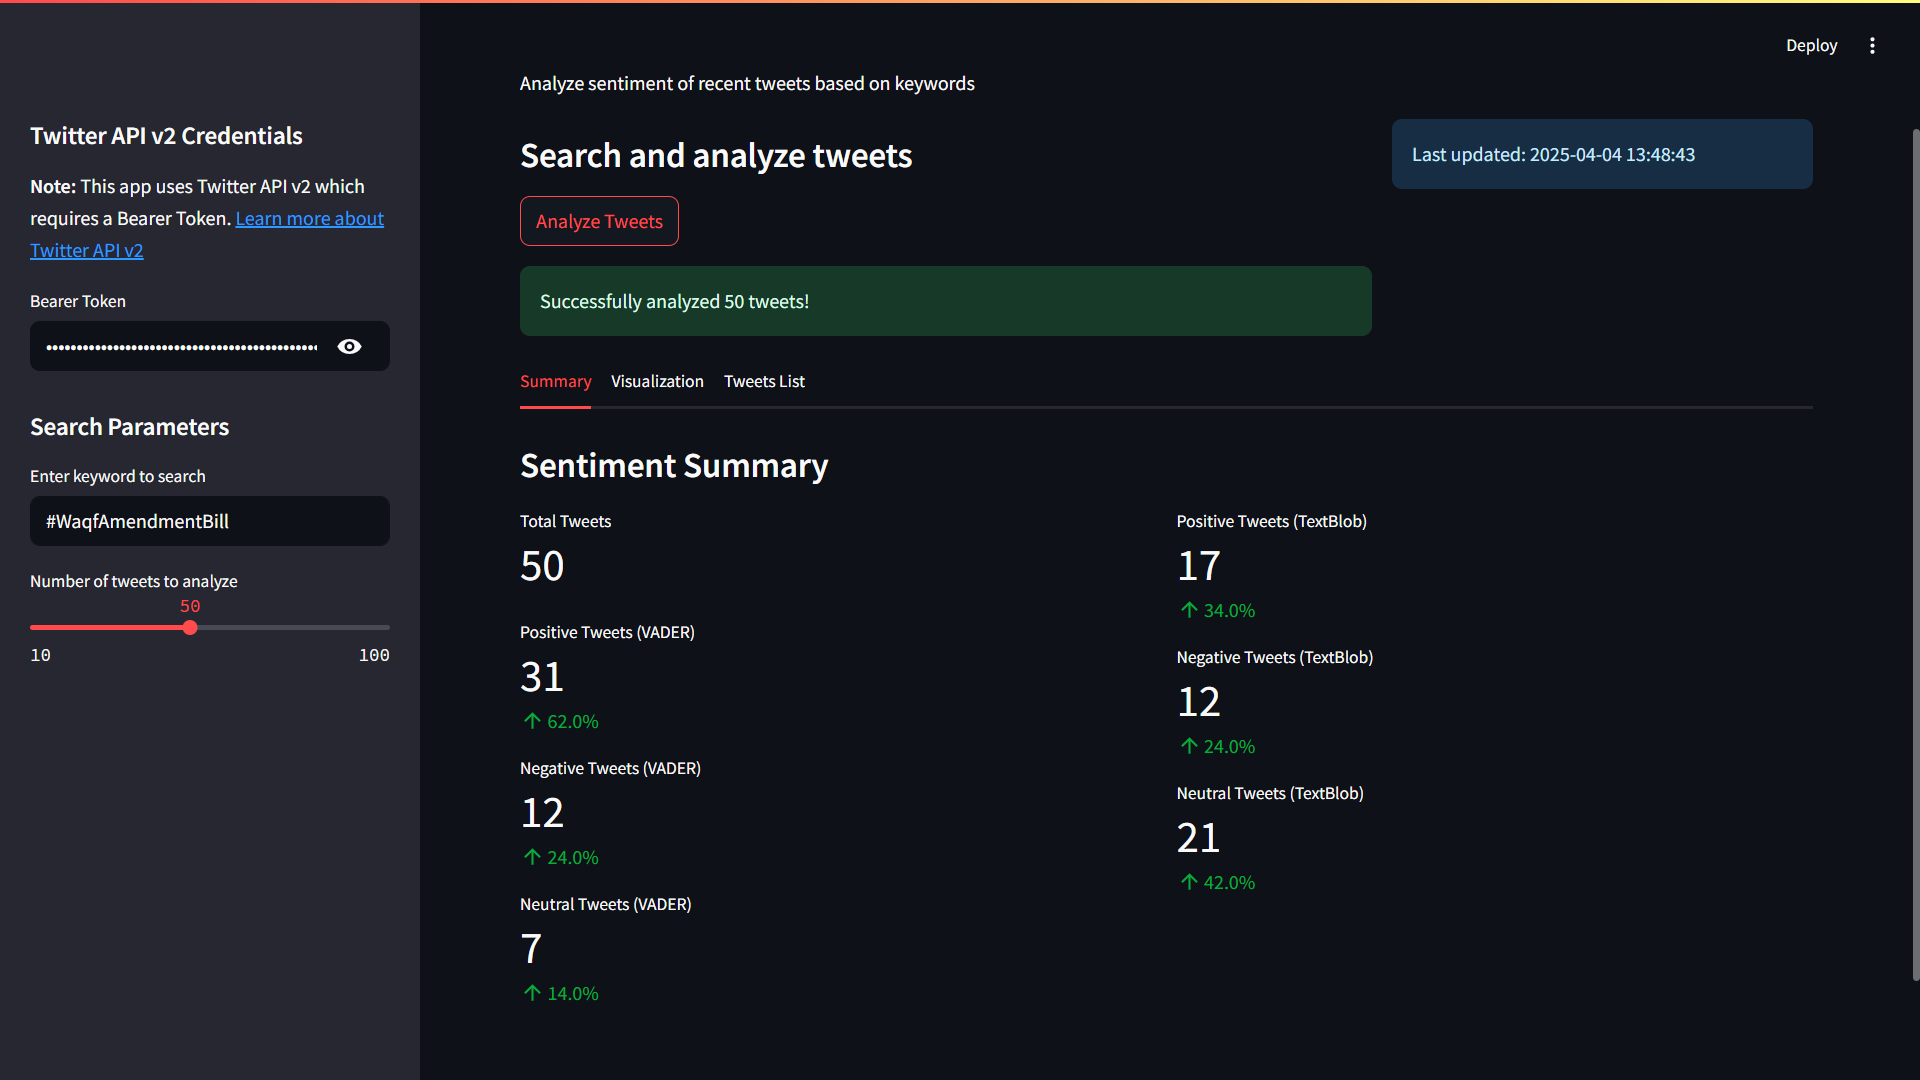 Deploy
Twitter API v2 Credentials
Note: This app uses Twitter API v2 which
requires a Bearer Token. Learn more about
Twitter API v2
Bearer Token
Search Parameters
Enter keyword to search
#WaqfAmendmentBill
Number of tweets to analyze
50
10 100
Analyze sentiment of recent tweets based on keywords
Search and analyze tweets
Last updated: 2025-04-04 13:48:43
Analyze Tweets
Successfully analyzed 50 tweets!
Summary Visualization Tweets List
Sentiment Summary
Total Tweets
50
Positive Tweets (VADER)
31
↑ 62.0%
Negative Tweets (VADER)
12
↑ 24.0%
Neutral Tweets (VADER)
7
↑ 14.0%
Positive Tweets (TextBlob)
17
↑ 34.0%
Negative Tweets (TextBlob)
12
↑ 24.0%
Neutral Tweets (TextBlob)
21
↑ 42.0%